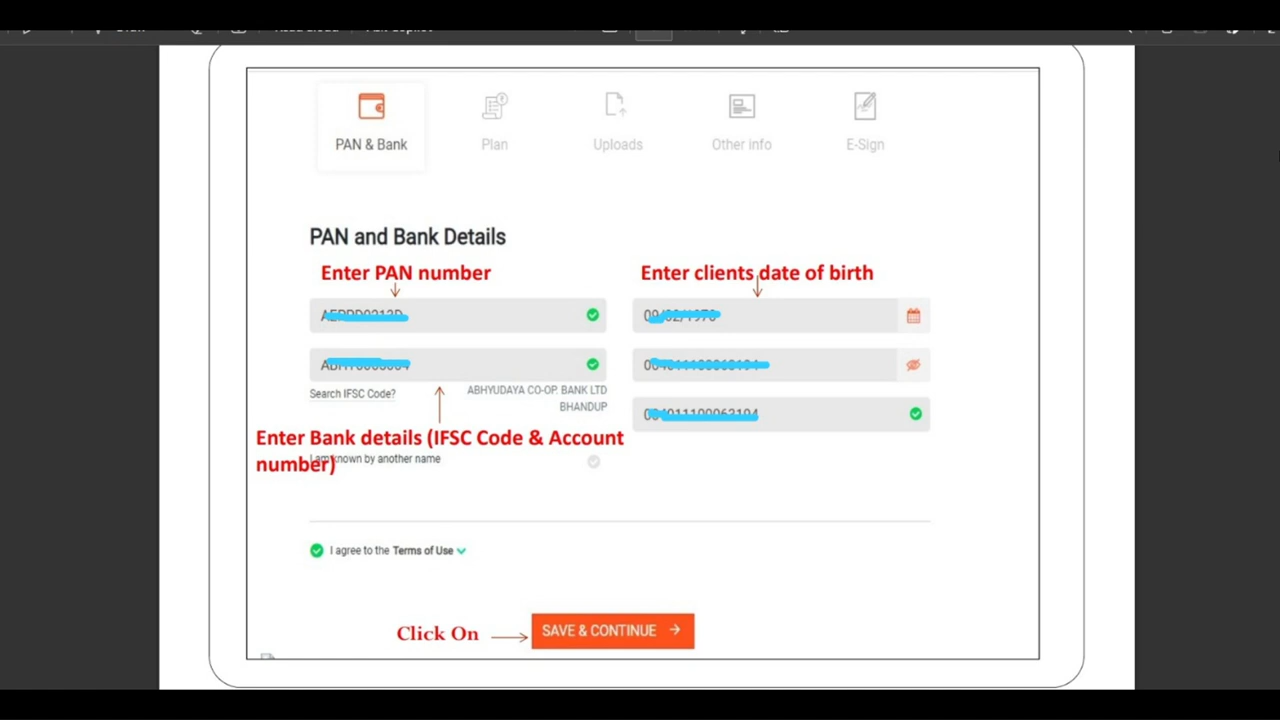 PAN & Bank
Plan
Uploads
Other info
E-Sign
PAN and Bank Details
Enter PAN number
Enter clients date of birth
Search IFSC Code?
ABHYUDAYA CO-OP. BANK LTD
BHANDUP
Enter Bank details (IFSC Code & Account
number)
I am known by another name
I agree to the Terms of Use
Click On
SAVE & CONTINUE